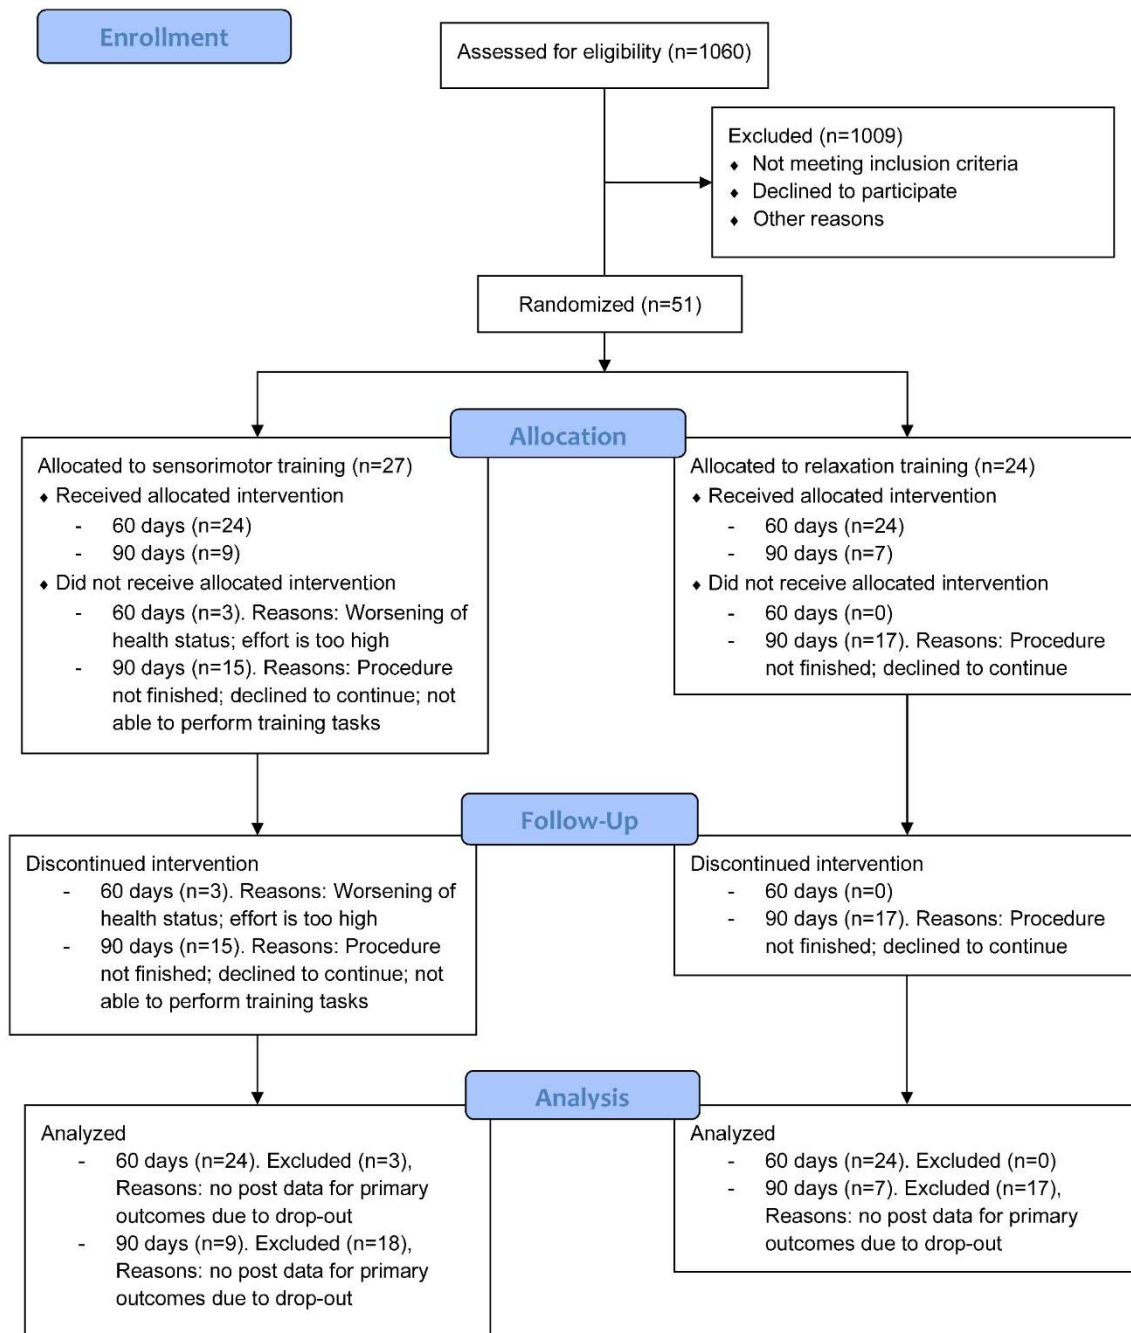 Enrollment
Assessed for eligibility (n=1060)
Excluded (n=1009)
♦ Not meeting inclusion criteria
♦ Declined to participate
♦ Other reasons
Randomized (n=51)
Allocation
Allocated to sensorimotor training (n=27)
♦ Received allocated intervention
- 60 days (n=24)
- 90 days (n=9)
♦ Did not receive allocated intervention
- 60 days (n=3). Reasons: Worsening of
health status; effort is too high
- 90 days (n=15). Reasons: Procedure
not finished; declined to continue; not
able to perform training tasks
Allocated to relaxation training (n=24)
♦ Received allocated intervention
- 60 days (n=24)
- 90 days (n=7)
♦ Did not receive allocated intervention
- 60 days (n=0)
- 90 days (n=17). Reasons: Procedure
not finished; declined to continue
Follow-Up
Discontinued intervention
- 60 days (n=3). Reasons: Worsening of
health status; effort is too high
- 90 days (n=15). Reasons: Procedure
not finished; declined to continue; not
able to perform training tasks
Discontinued intervention
- 60 days (n=0)
- 90 days (n=17). Reasons: Procedure
not finished; declined to continue
Analysis
Analyzed
- 60 days (n=24). Excluded (n=3),
Reasons: no post data for primary
outcomes due to drop-out
- 90 days (n=9). Excluded (n=18),
Reasons: no post data for primary
outcomes due to drop-out
Analyzed
- 60 days (n=24). Excluded (n=0)
- 90 days (n=7). Excluded (n=17),
Reasons: no post data for primary
outcomes due to drop-out